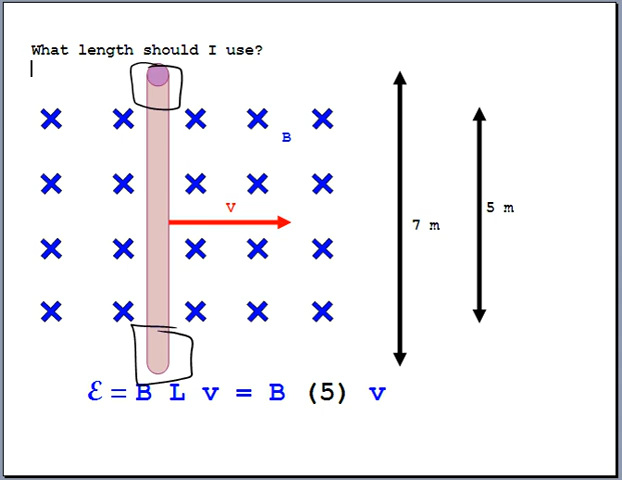 What length should I use?
B
v
7 m
5 m
ℰ = B L v = B (5) v